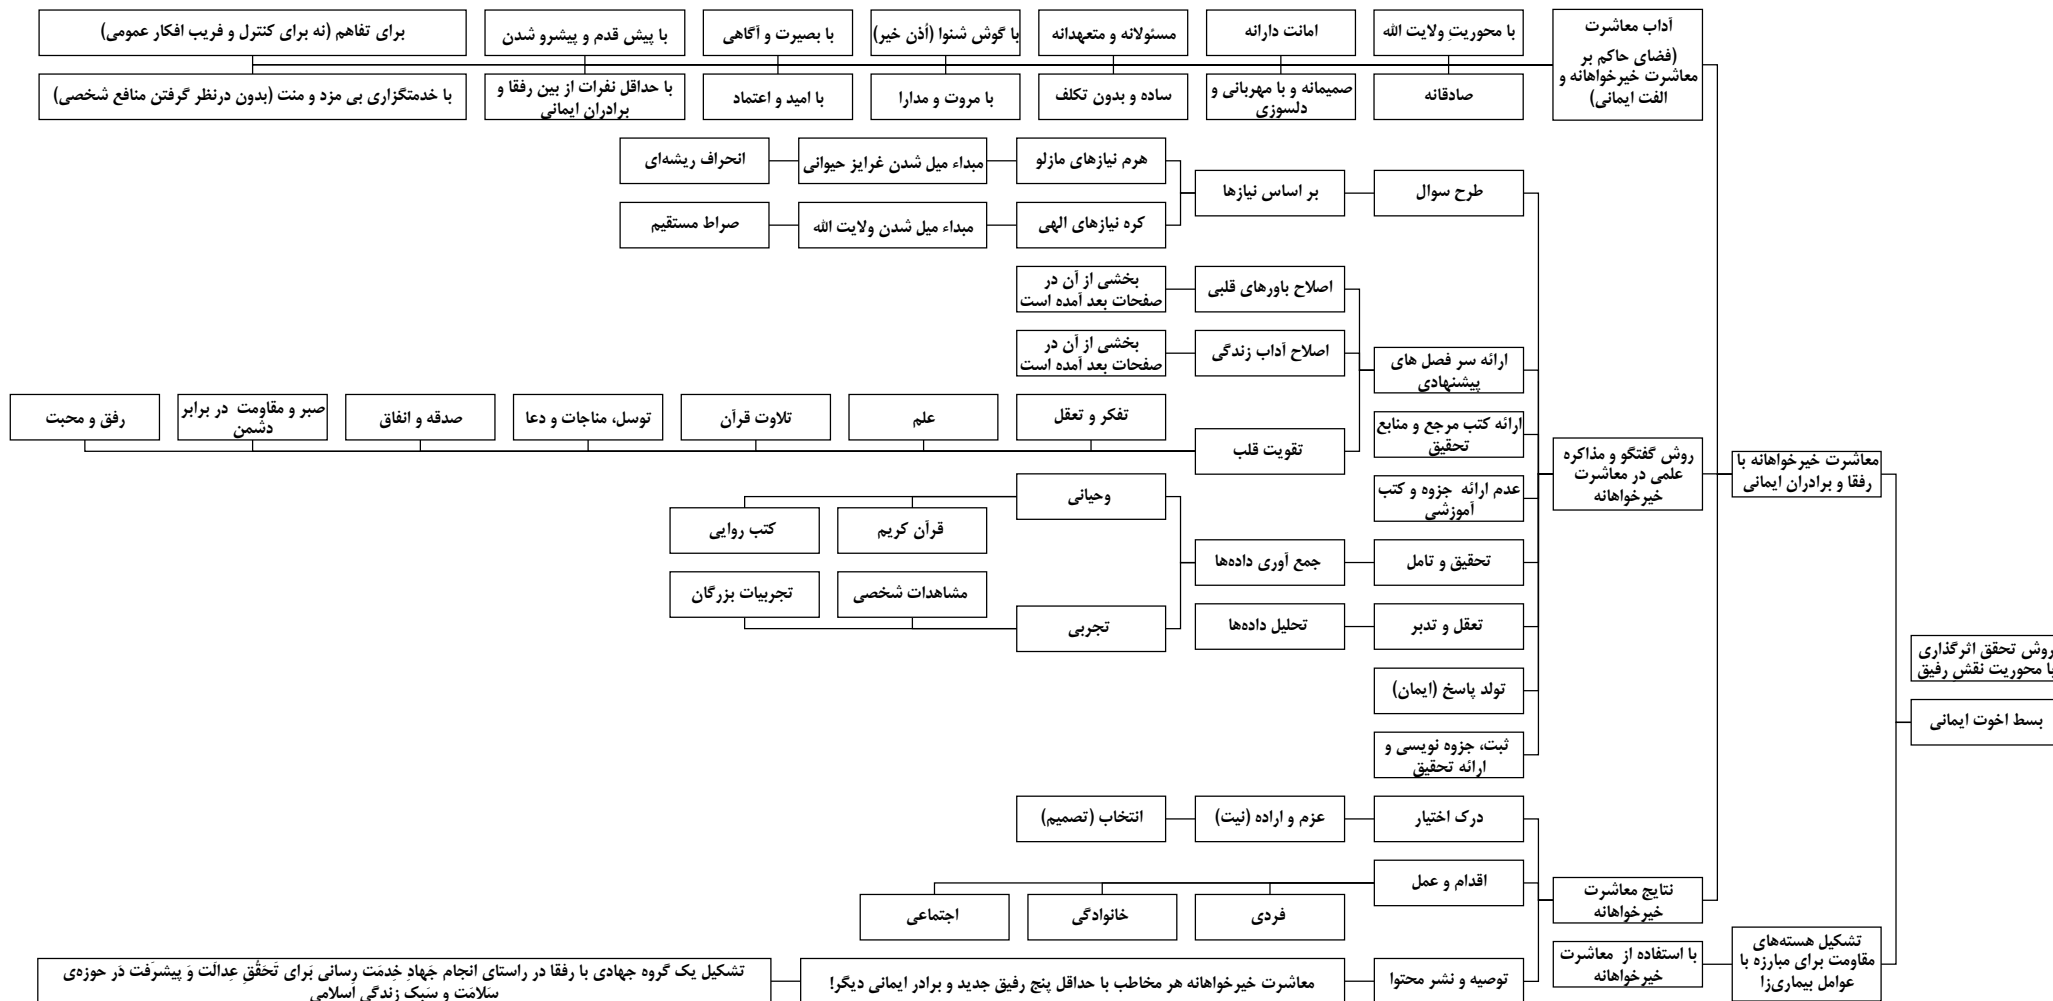 روش تحقق اثرگذاری
با محوریت نقشِ رفیق
بسط اخوت ایمانی
معاشرت خیرخواهانه با
رفقا و برادران ایمانی
آداب معاشرت
(فضای حاکم بر
معاشرت خیرخواهانه و
الفت ایمانی)
با محوریتِ ولایت الله
امانت دارانه
مسئولانه و متعهدانه
با گوش شنوا (اُذن خیر)
با بصیرت و آگاهی
با پیش قدم و پیشرو شدن
برای تفاهم (نه برای کنترل و فریب افکار عمومی)
صادقانه
صمیمانه و با مهربانی و
دلسوزی
ساده و بدون تکلف
با مروت و مدارا
با امید و اعتماد
با حداقل نفرات از بین رفقا و
برادران ایمانی
با خدمتگزاری بی مزد و منت (بدون درنظر گرفتن منافع شخصی)
روش گفتگو و مذاکره
علمی در معاشرت
خیرخواهانه
طرح سوال
بر اساس نیازها
هرم نیازهای مازلو
مبداء میل شدن غرایز حیوانی
انحراف ریشه‌ای
کره نیازهای الهی
مبداء میل شدن ولایت الله
صراط مستقیم
ارائه سر فصل های
پیشنهادی
اصلاح باورهای قلبی
بخشی از آن در
صفحات بعد آمده است
اصلاح آداب زندگی
بخشی از آن در
صفحات بعد آمده است
تقویت قلب
تفکر و تعقل
علم
تلاوت قرآن
توسل، مناجات و دعا
صدقه و انفاق
صبر و مقاومت در برابر
دشمن
رفق و محبت
ارائه کتب مرجع و منابع
تحقیق
عدم ارائه جزوه و کتب
آموزشی
تحقیق و تامل
جمع آوری داده‌ها
وحیانی
قرآن کریم
کتب روایی
تجربی
مشاهدات شخصی
تجربیات بزرگان
تعقل و تدبر
تحلیل داده‌ها
تولد پاسخ (ایمان)
ثبت، جزوه نویسی و
ارائه تحقیق
نتایج معاشرت
خیرخواهانه
درک اختیار
عزم و اراده (نیت)
انتخاب (تصمیم)
اقدام و عمل
فردی
خانوادگی
اجتماعی
توصیه و نشر محتوا
معاشرت خیرخواهانه هر مخاطب با حداقل پنج رفیق جدید و برادر ایمانی دیگر!
تشکیل یک گروه جهادی با رفقا در راستای انجام جَهادِ خِدمَت رِسانی بَرای تَحَقُّقِ عِدالَت وَ پیشرَفت دَر حوزه‌ی
سَلامَت و سَبک زندگی اسلامی
تشکیل هسته‌های
مقاومت برای مبارزه با
عوامل بیماری‌زا
با استفاده از معاشرت
خیرخواهانه